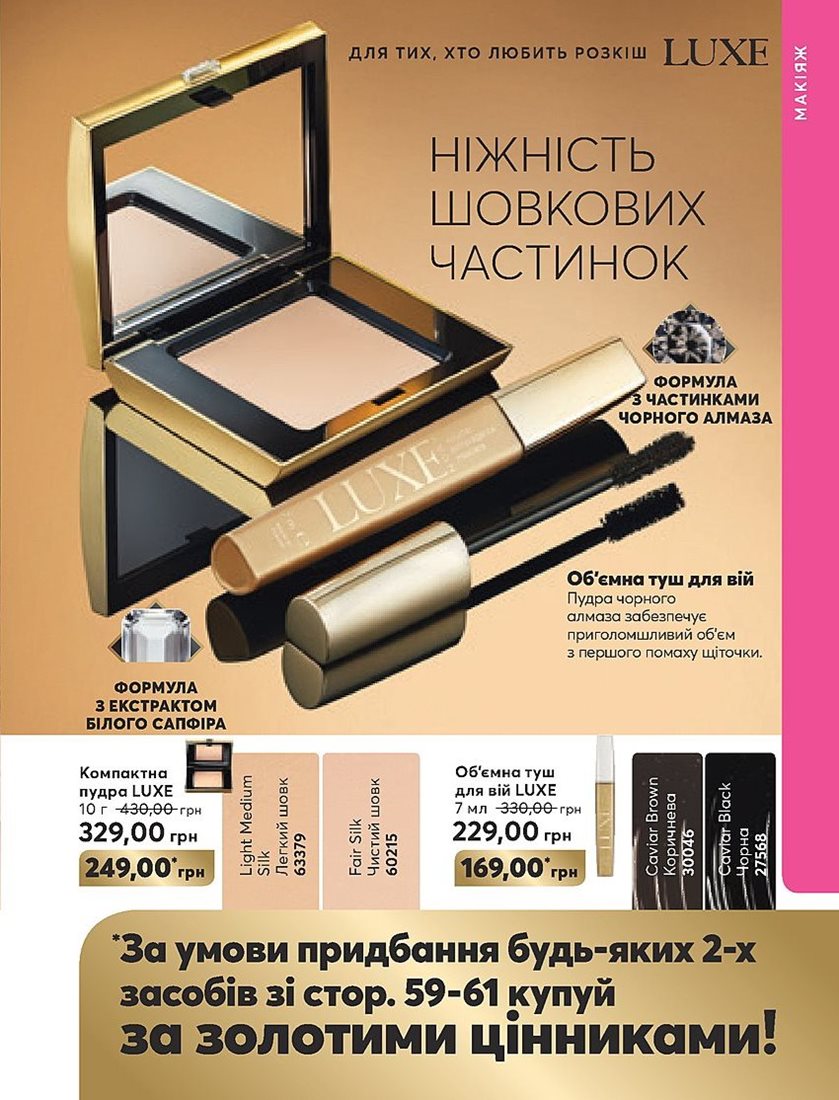 ДЛЯ ТИХ, ХТО ЛЮБИТЬ РОЗКІШ LUXE
МАКІЯЖ
НІЖНІСТЬ
ШОВКОВИХ
ЧАСТИНОК
ФОРМУЛА
З ЧАСТИНКАМИ
ЧОРНОГО АЛМАЗА
LUXE
Об'ємна туш для вій
Пудра чорного
алмаза забезпечує
приголомшливий об'єм
з першого помаху щіточки.
ФОРМУЛА
З ЕКСТРАКТОМ
БІЛОГО САПФІРА
Компактна
пудра LUXE
10 г 430,00 грн
329,00 грн
249,00* грн
Light Medium
Silk
Легкий шовк
63379
Fair Silk
Чистий шовк
60215
Об'ємна туш
для вій LUXE
7 мл 330,00 грн
229,00 грн
169,00* грн
LUXE
Caviar Brown
Коричнева
30046
Caviar Black
Чорна
27568
*За умови придбання будь-яких 2-х
засобів зі стор. 59-61 купуй
за золотими цінниками!